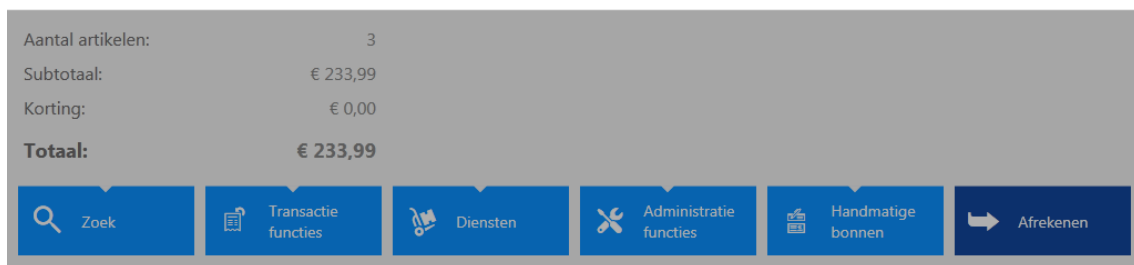 Aantal artikelen: 3
Subtotaal: € 233,99
Korting: € 0,00
Totaal: € 233,99
Zoek
Transactie
functies
Diensten
Administratie
functies
Handmatige
bonnen
Afrekenen